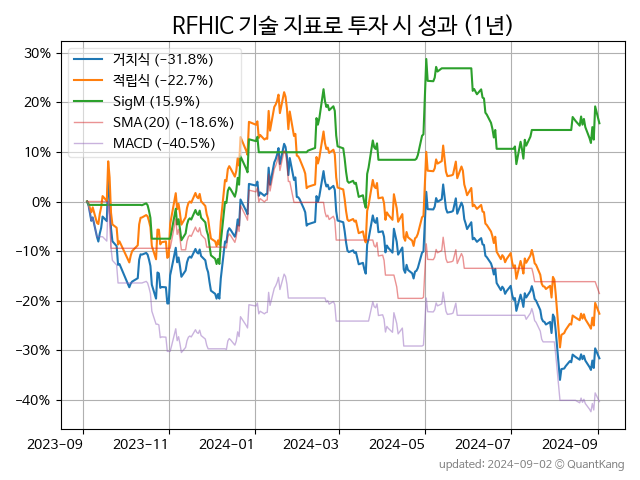 RFHIC 기술 지표로 투자 시 성과 (1년)
30%
20%
10%
0%
−10%
−20%
−30%
−40%
거치식 (−31.8%)
적립식 (−22.7%)
SigM (15.9%)
SMA(20) (−18.6%)
MACD (−40.5%)
2023-09 2023-11 2024-01 2024-03 2024-05 2024-07 2024-09
updated: 2024-09-02 © QuantKang